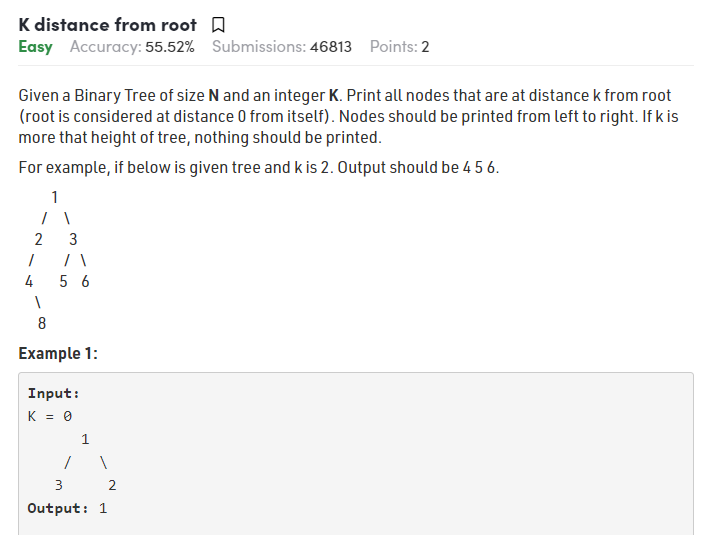 K distance from root
Easy Accuracy: 55.52% Submissions: 46813 Points: 2
Given a Binary Tree of size N and an integer K. Print all nodes that are at distance k from root
(root is considered at distance 0 from itself). Nodes should be printed from left to right. If k is
more that height of tree, nothing should be printed.
For example, if below is given tree and k is 2. Output should be 4 5 6.
1
/ \
2 3
/ / \
4 5 6
\
8
Example 1:
Input:
K = 0
1
/ \
3 2
Output: 1